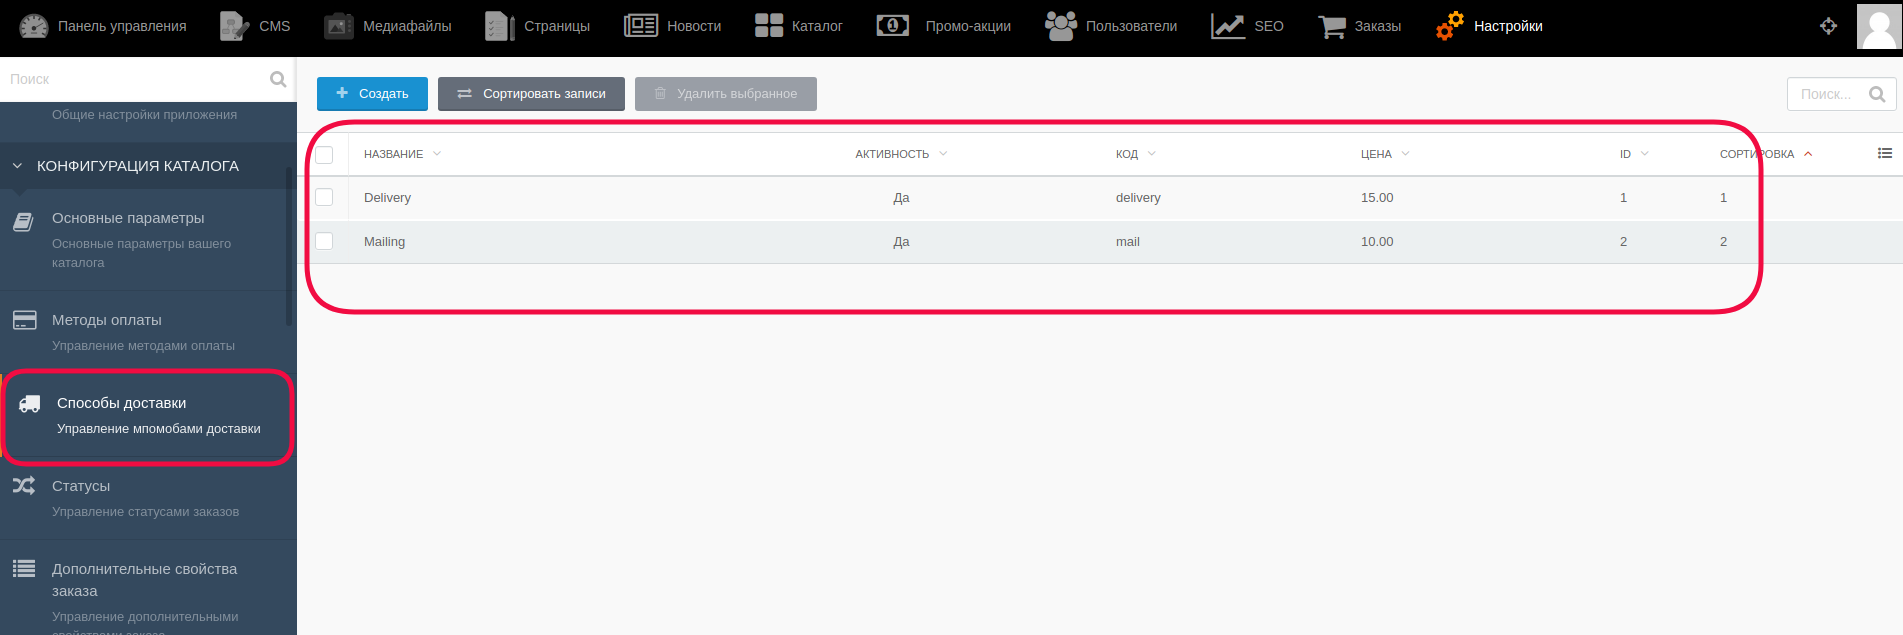 Панель управления
CMS
Медиафайлы
Страницы
Новости
Каталог
Промо-акции
Пользователи
SEO
Заказы
Настройки
Поиск
Общие настройки приложения
КОНФИГУРАЦИЯ КАТАЛОГА
Основные параметры
Основные параметры вашего
каталога
Методы оплаты
Управление методами оплаты
Способы доставки
Управление мпомобами доставки
Статусы
Управление статусами заказов
Дополнительные свойства
заказа
Управление дополнительными
свойствами заказа
Создать
Сортировать записи
Удалить выбранное
Поиск...
НАЗВАНИЕ АКТИВНОСТЬ КОД ЦЕНА ID СОРТИРОВКА
Delivery Да delivery 15.00 1 1
Mailing Да mail 10.00 2 2